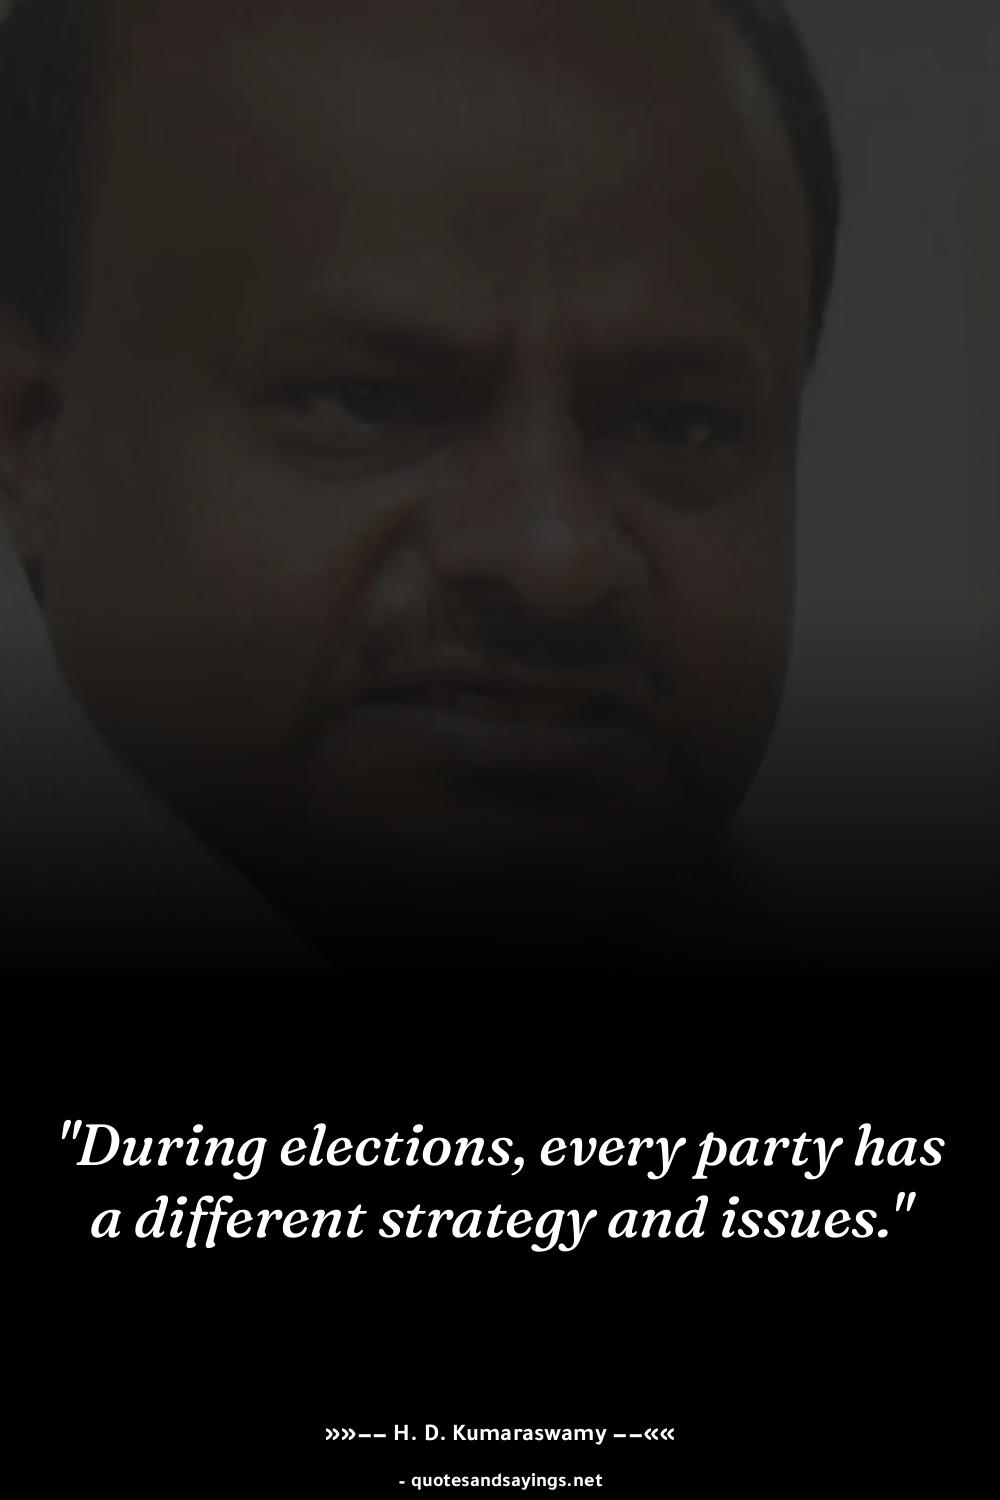 "During elections, every party has
a different strategy and issues."
»»−− H. D. Kumaraswamy −−««
- quotesandsayings.net